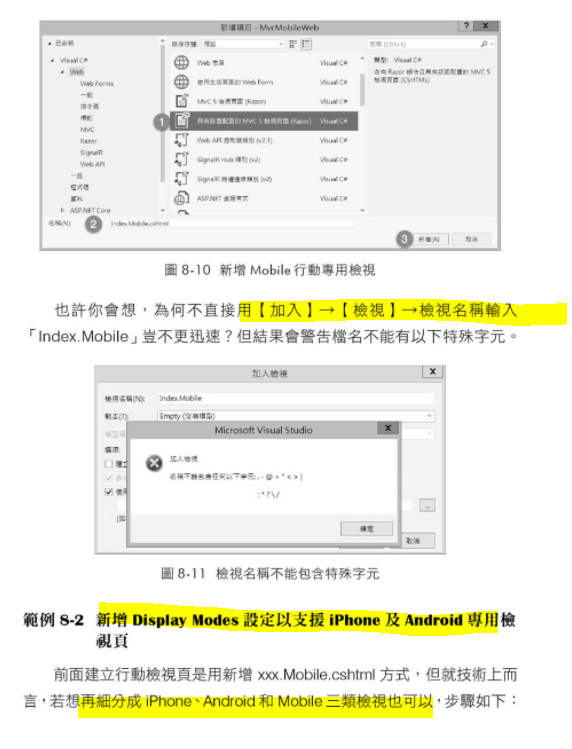 新增項目 - MvcMobileWeb
? X
▲ 已安裝
排序依據: 預設
搜尋 (Ctrl+E)
▲ Visual C#
▲ Web
Web Forms
一般
指令碼
標記
MVC
Razor
SignalR
Web API
一般
程式碼
資料
ASP.NET Core
Web 表單 Visual C#
使用主版頁面的 Web Form Visual C#
MVC 5 檢視頁面 (Razor) Visual C#
1 具有版面配置的 MVC 5 檢視頁面 (Razor) Visual C#
Web API 控制器類別 (v2.1) Visual C#
SignalR Hub 類別 (v2) Visual C#
SignalR 持續連線類別 (v2) Visual C#
ASP.NET 處理常式 Visual C#
類型: Visual C#
含有 Razor 語法且具有版面配置的 MVC 5
檢視頁面 (CSHTML)
名稱(N): 2 Index.Mobile.cshtml
3 新增(A) 取消
圖 8-10 新增 Mobile 行動專用檢視
也許你會想，為何不直接用【加入】→【檢視】→檢視名稱輸入
「Index.Mobile」豈不更迅速？但結果會警告檔名不能有以下特殊字元。
加入檢視
X
檢視名稱(N): Index.Mobile
範本(T): Empty (沒有模型)
Microsoft Visual Studio
X
選項:
加入檢視
名稱不能包含任何以下字元:
: * ? \ /
確定
...
取消
圖 8-11 檢視名稱不能包含特殊字元
範例 8-2 新增 Display Modes 設定以支援 iPhone 及 Android 專用檢
視頁
前面建立行動檢視頁是用新增 xxx.Mobile.cshtml 方式，但就技術上而
言，若想再細分成 iPhone、Android 和 Mobile 三類檢視也可以，步驟如下：